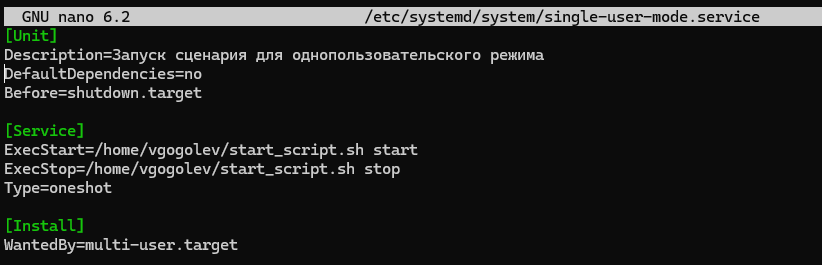 GNU nano 6.2 /etc/systemd/system/single-user-mode.service
[Unit]
Description=Запуск сценария для однопользовательского режима
DefaultDependencies=no
Before=shutdown.target
[Service]
ExecStart=/home/vgogolev/start_script.sh start
ExecStop=/home/vgogolev/start_script.sh stop
Type=oneshot
[Install]
WantedBy=multi-user.target